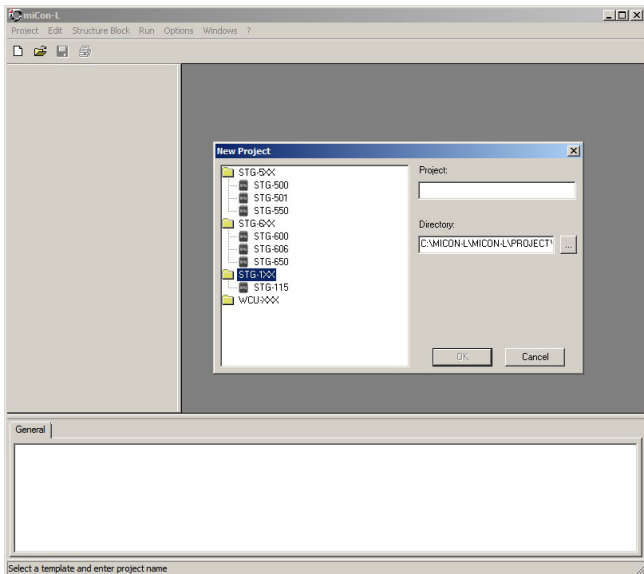 miCon-L
Project Edit Structure Block Run Options Windows ?
New Project
STG-5XX
STG-500
STG-501
STG-550
STG-6XX
STG-600
STG-606
STG-650
STG-1XX
STG-115
WCU-XXX
Project:
Directory:
C:\MICON-L\MICON-L\PROJECT\
...
OK
Cancel
General
Select a template and enter project name